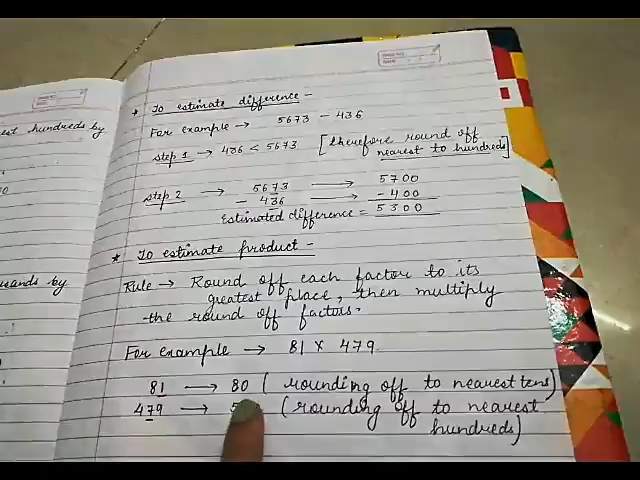 est hundreds by
usands by
* To estimate difference -
For example → 5673 - 436
Step 1 → 436 < 5673 [therefore round off
nearest to hundreds]
Step 2 → 5673 → 5700
- 436 → - 400
Estimated difference = 5300
* To estimate product -
Rule → Round off each factor to its
greatest place, then multiply
the round off factors.
For example → 81 × 479
81 → 80 (rounding off to nearest tens)
479 → 5 (rounding off to nearest
hundreds)